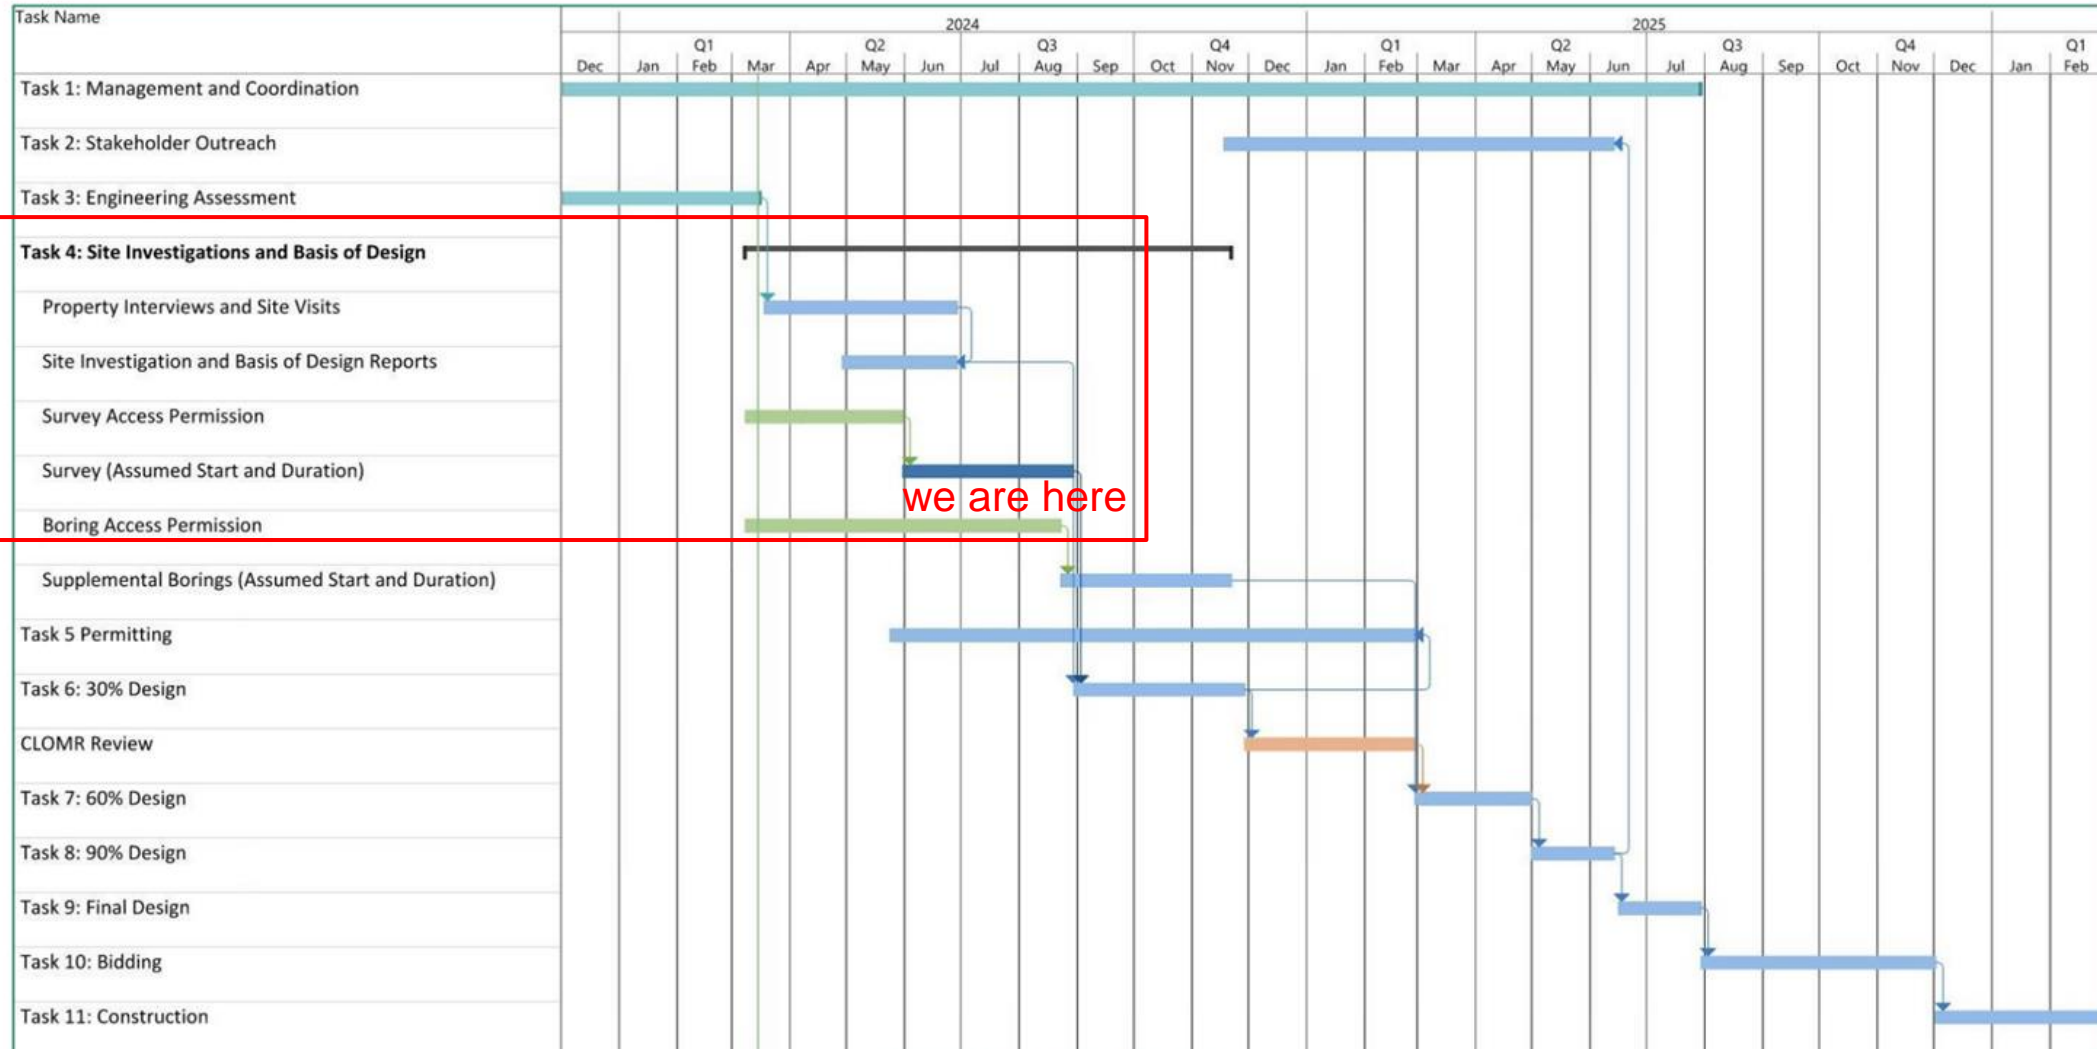 Task Name
2024
2025
Q1 Q2 Q3 Q4 Q1 Q2 Q3 Q4 Q1
Dec Jan Feb Mar Apr May Jun Jul Aug Sep Oct Nov Dec Jan Feb Mar Apr May Jun Jul Aug Sep Oct Nov Dec Jan Feb
Task 1: Management and Coordination
Task 2: Stakeholder Outreach
Task 3: Engineering Assessment
Task 4: Site Investigations and Basis of Design
Property Interviews and Site Visits
Site Investigation and Basis of Design Reports
Survey Access Permission
Survey (Assumed Start and Duration)
we are here
Boring Access Permission
Supplemental Borings (Assumed Start and Duration)
Task 5 Permitting
Task 6: 30% Design
CLOMR Review
Task 7: 60% Design
Task 8: 90% Design
Task 9: Final Design
Task 10: Bidding
Task 11: Construction